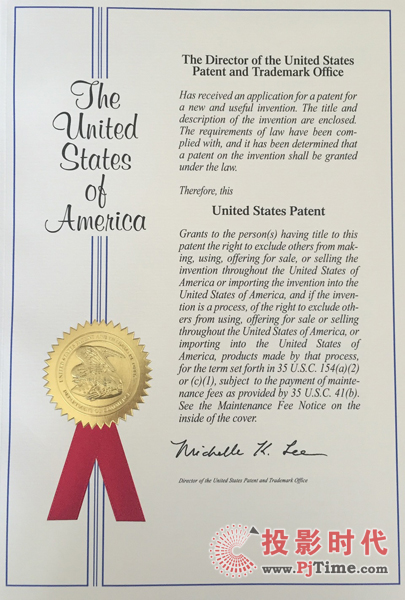 The
United
States
of
America
The Director of the United States
Patent and Trademark Office
Has received an application for a patent for
a new and useful invention. The title and
description of the invention are enclosed.
The requirements of law have been com-
plied with, and it has been determined that
a patent on the invention shall be granted
under the law.
Therefore, this
United States Patent
Grants to the person(s) having title to this
patent the right to exclude others from mak-
ing, using, offering for sale, or selling the
invention throughout the United States of
America or importing the invention into the
United States of America, and if the inven-
tion is a process, of the right to exclude oth-
ers from using, offering for sale or selling
throughout the United States of America, or
importing into the United States of
America, products made by that process,
for the term set forth in 35 U.S.C. 154(a)(2)
or (c)(1), subject to the payment of mainte-
nance fees as provided by 35 U.S.C. 41(b).
See the Maintenance Fee Notice on the
inside of the cover.
Michelle K. Lee
Director of the United States Patent and Trademark Office
投影时代
www.PjTime.com